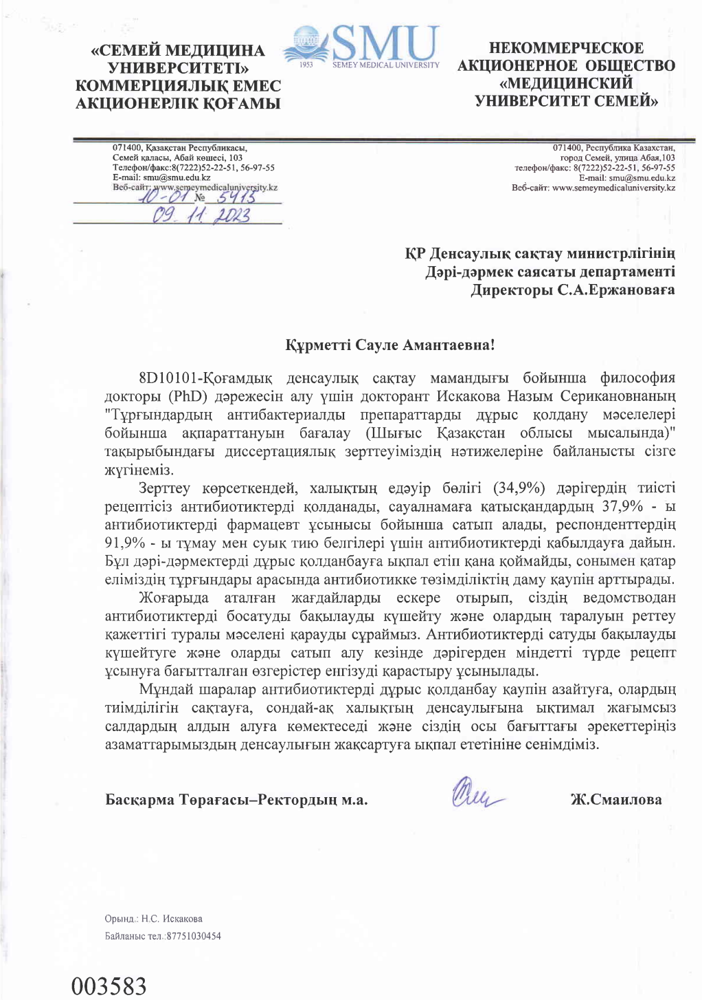 «СЕМЕЙ МЕДИЦИНА
УНИВЕРСИТЕТІ»
КОММЕРЦИЯЛЫҚ ЕМЕС
АКЦИОНЕРЛІК ҚОҒАМЫ
SMU
1953 SEMEY MEDICAL UNIVERSITY
НЕКОММЕРЧЕСКОЕ
АКЦИОНЕРНОЕ ОБЩЕСТВО
«МЕДИЦИНСКИЙ
УНИВЕРСИТЕТ СЕМЕЙ»
071400, Қазақстан Республикасы,
Семей қаласы, Абай көшесі, 103
Телефон/факс:8(7222)52-22-51, 56-97-55
E-mail: smu@smu.edu.kz
Веб-сайт: www.semeymedicaluniversity.kz
10-01 № 5413
09. 11. 2023
071400, Республика Казахстан,
город Семей, улица Абая,103
телефон/факс: 8(7222)52-22-51, 56-97-55
E-mail: smu@smu.edu.kz
Веб-сайт: www.semeymedicaluniversity.kz
ҚР Денсаулық сақтау министрлігінің
Дәрі-дәрмек саясаты департаменті
Директоры С.А.Ержановаға
Құрметті Сауле Амантаевна!
8D10101-Қоғамдық денсаулық сақтау мамандығы бойынша философия
докторы (PhD) дәрежесін алу үшін докторант Искакова Назым Серикановнаның
"Тұрғындардың антибактериалды препараттарды дұрыс қолдану мәселелері
бойынша ақпараттануын бағалау (Шығыс Қазақстан облысы мысалында)"
тақырыбындағы диссертациялық зерттеуіміздің нәтижелеріне байланысты сізге
жүгінеміз.
Зерттеу көрсеткендей, халықтың едәуір бөлігі (34,9%) дәрігердің тиісті
рецептісіз антибиотиктерді қолданады, сауалнамаға қатысқандардың 37,9% - ы
антибиотиктерді фармацевт ұсынысы бойынша сатып алады, респонденттердің
91,9% - ы тұмау мен суық тию белгілері үшін антибиотиктерді қабылдауға дайын.
Бұл дәрі-дәрмектерді дұрыс қолданбауға ықпал етіп қана қоймайды, сонымен қатар
еліміздің тұрғындары арасында антибиотикке төзімділіктің даму қаупін арттырады.
Жоғарыда аталған жағдайларды ескере отырып, сіздің ведомстводан
антибиотиктерді босатуды бақылауды күшейту және олардың таралуын реттеу
қажеттігі туралы мәселені қарауды сұраймыз. Антибиотиктерді сатуды бақылауды
күшейтуге және оларды сатып алу кезінде дәрігерден міндетті түрде рецепт
ұсынуға бағытталған өзгерістер енгізуді қарастыру ұсынылады.
Мұндай шаралар антибиотиктерді дұрыс қолданбау қаупін азайтуға, олардың
тиімділігін сақтауға, сондай-ақ халықтың денсаулығына ықтимал жағымсыз
салдардың алдын алуға көмектеседі және сіздің осы бағыттағы әрекеттеріңіз
азаматтарымыздың денсаулығын жақсартуға ықпал ететініне сенімдіміз.
Басқарма Төрағасы–Ректордың м.а. Ж.Смаилова
Орынд.: Н.С. Искакова
Байланыс тел.:87751030454
003583